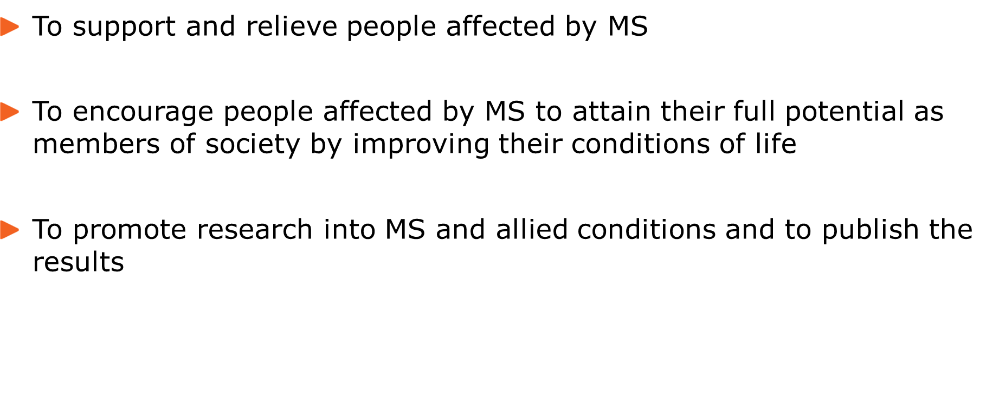 To support and relieve people affected by MS
To encourage people affected by MS to attain their full potential as
members of society by improving their conditions of life
To promote research into MS and allied conditions and to publish the
results